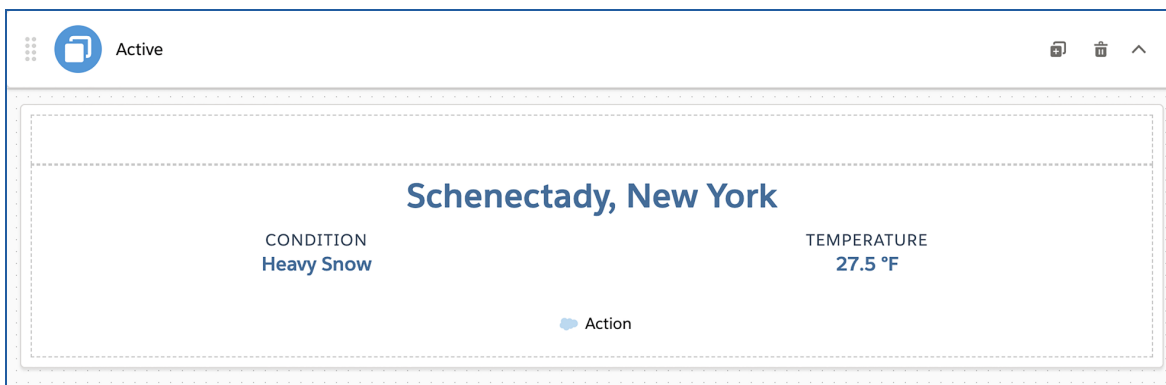 Active
Schenectady, New York
CONDITION
Heavy Snow
TEMPERATURE
27.5 °F
Action